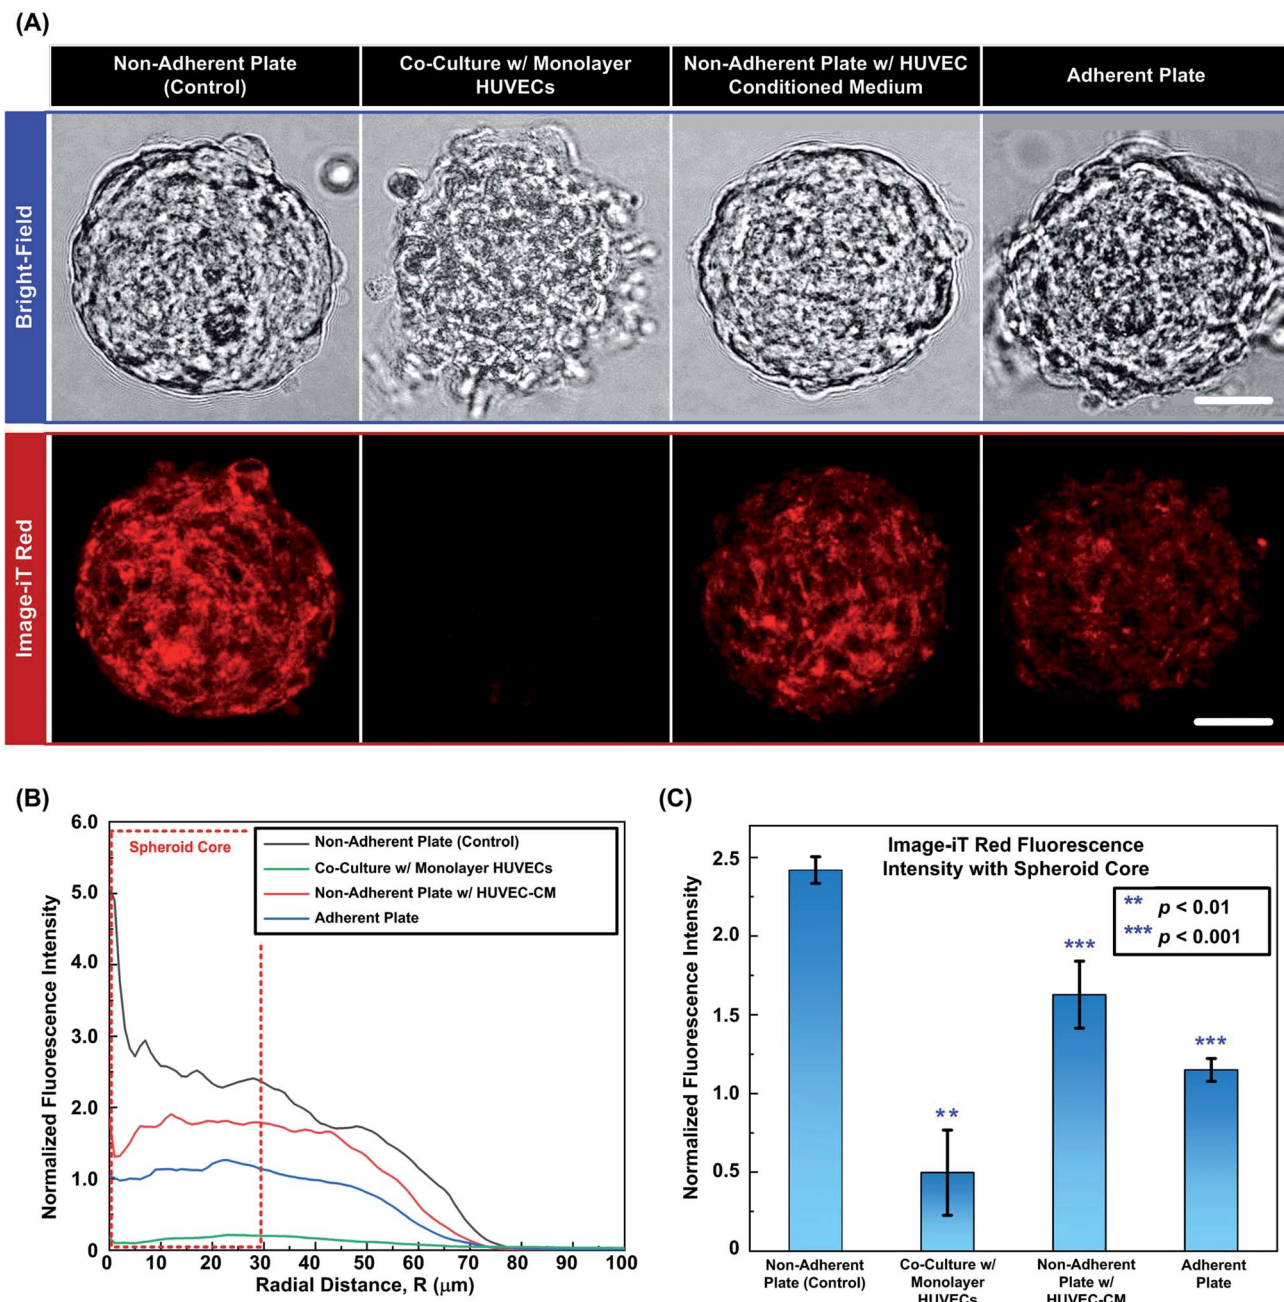 (A)
Non-Adherent Plate
(Control)
Co-Culture w/ Monolayer
HUVECs
Non-Adherent Plate w/ HUVEC
Conditioned Medium
Adherent Plate
Bright-Field
Image-iT Red
(B)
Normalized Fluorescence Intensity
6.0
5.0
4.0
3.0
2.0
1.0
0
Spheroid Core
Non-Adherent Plate (Control)
Co-Culture w/ Monolayer HUVECs
Non-Adherent Plate w/ HUVEC-CM
Adherent Plate
0 10 20 30 40 50 60 70 80 90 100
Radial Distance, R (μm)
(C)
Normalized Fluorescence Intensity
2.5
2.0
1.5
1.0
0.5
0
Image-iT Red Fluorescence
Intensity with Spheroid Core
** p < 0.01
*** p < 0.001
**
***
***
Non-Adherent
Plate (Control)
Co-Culture w/
Monolayer
HUVECs
Non-Adherent
Plate w/
HUVEC-CM
Adherent
Plate